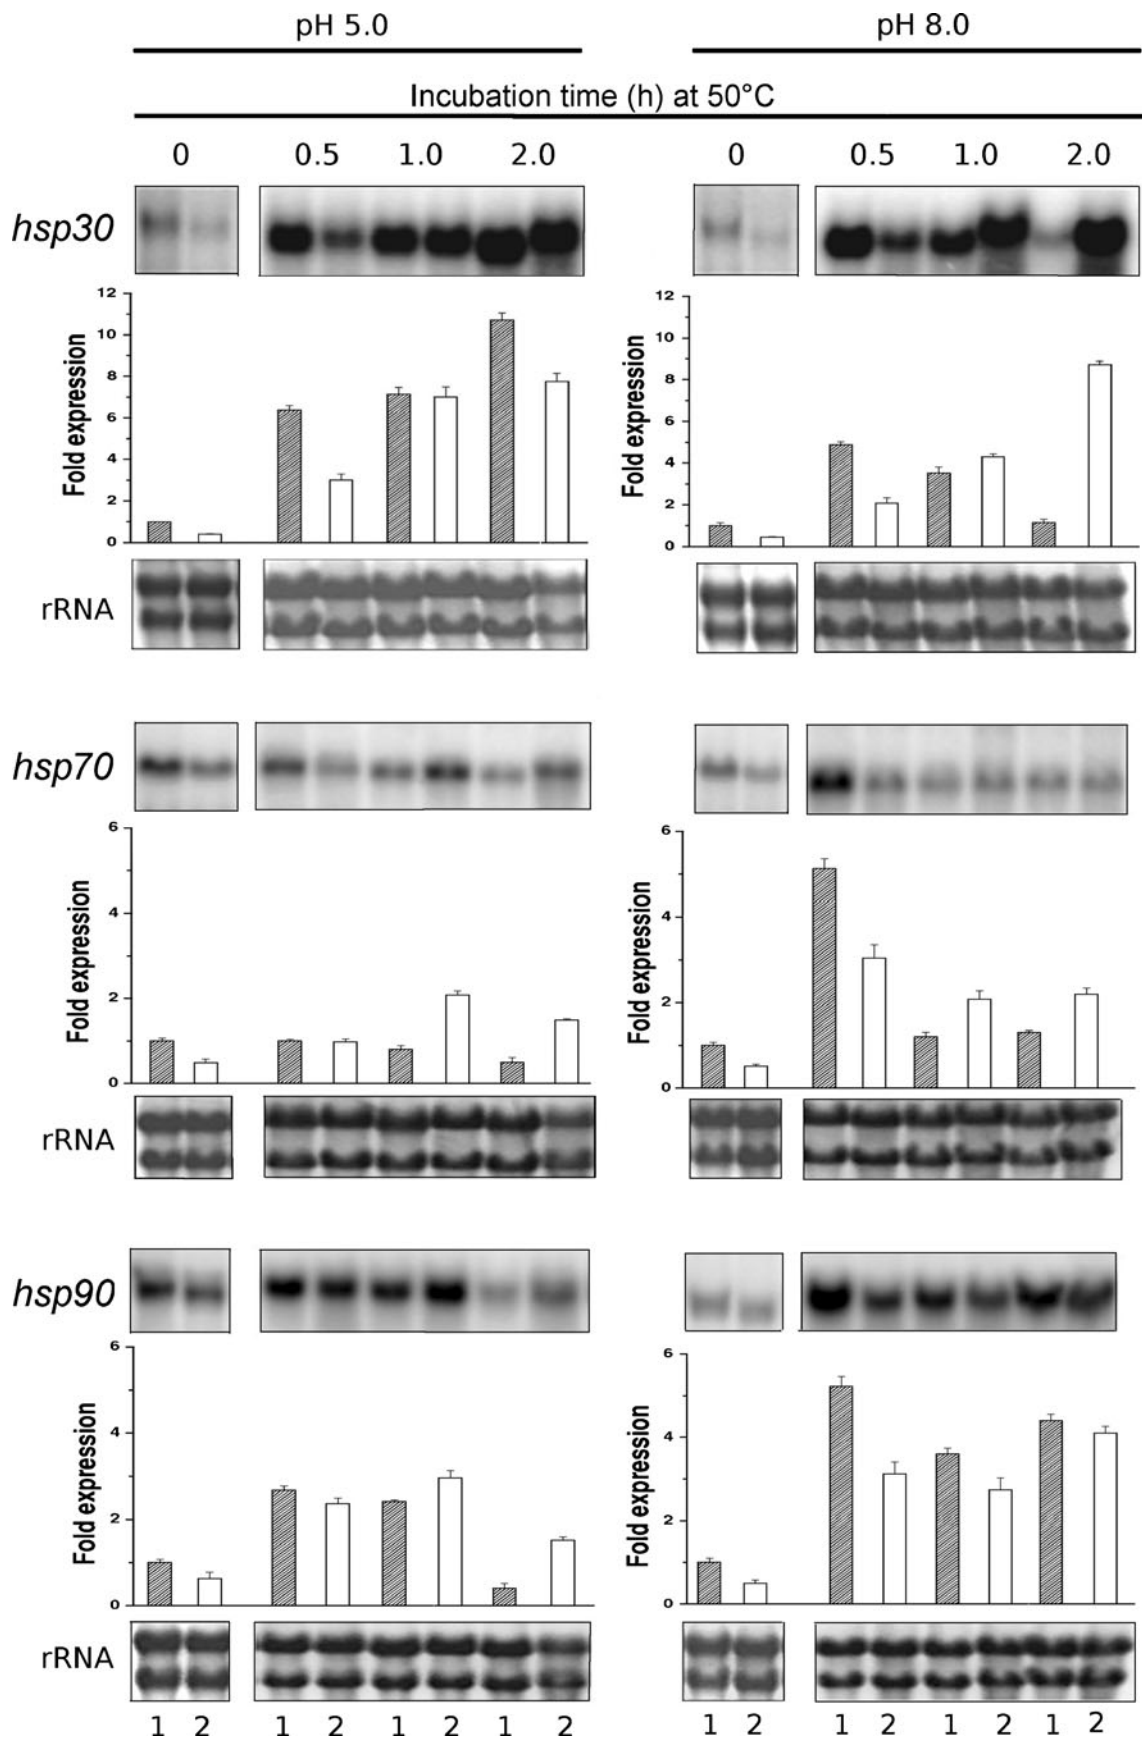 pH 5.0 pH 8.0
Incubation time (h) at 50°C
0 0.5 1.0 2.0 0 0.5 1.0 2.0
hsp30
Fold expression
12
10
8
6
4
2
0
Fold expression
12
10
8
6
4
2
0
rRNA
hsp70
Fold expression
6
4
2
0
Fold expression
6
4
2
0
rRNA
hsp90
Fold expression
6
4
2
0
Fold expression
6
4
2
0
rRNA
1 2 1 2 1 2 1 2 1 2 1 2 1 2 1 2